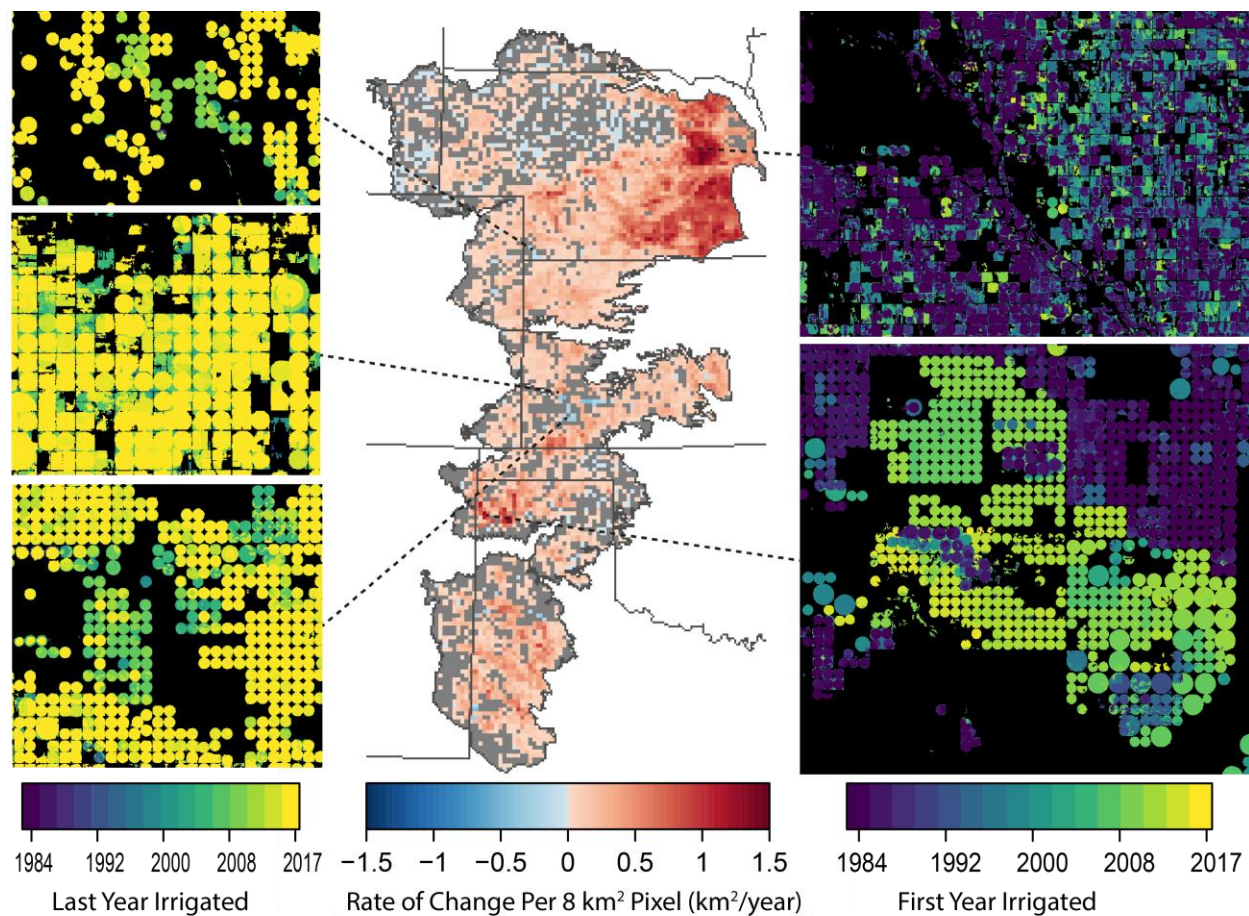 1984 1992 2000 2008 2017
Last Year Irrigated
−1.5 −1 −0.5 0 0.5 1 1.5
Rate of Change Per 8 km² Pixel (km²/year)
1984 1992 2000 2008 2017
First Year Irrigated